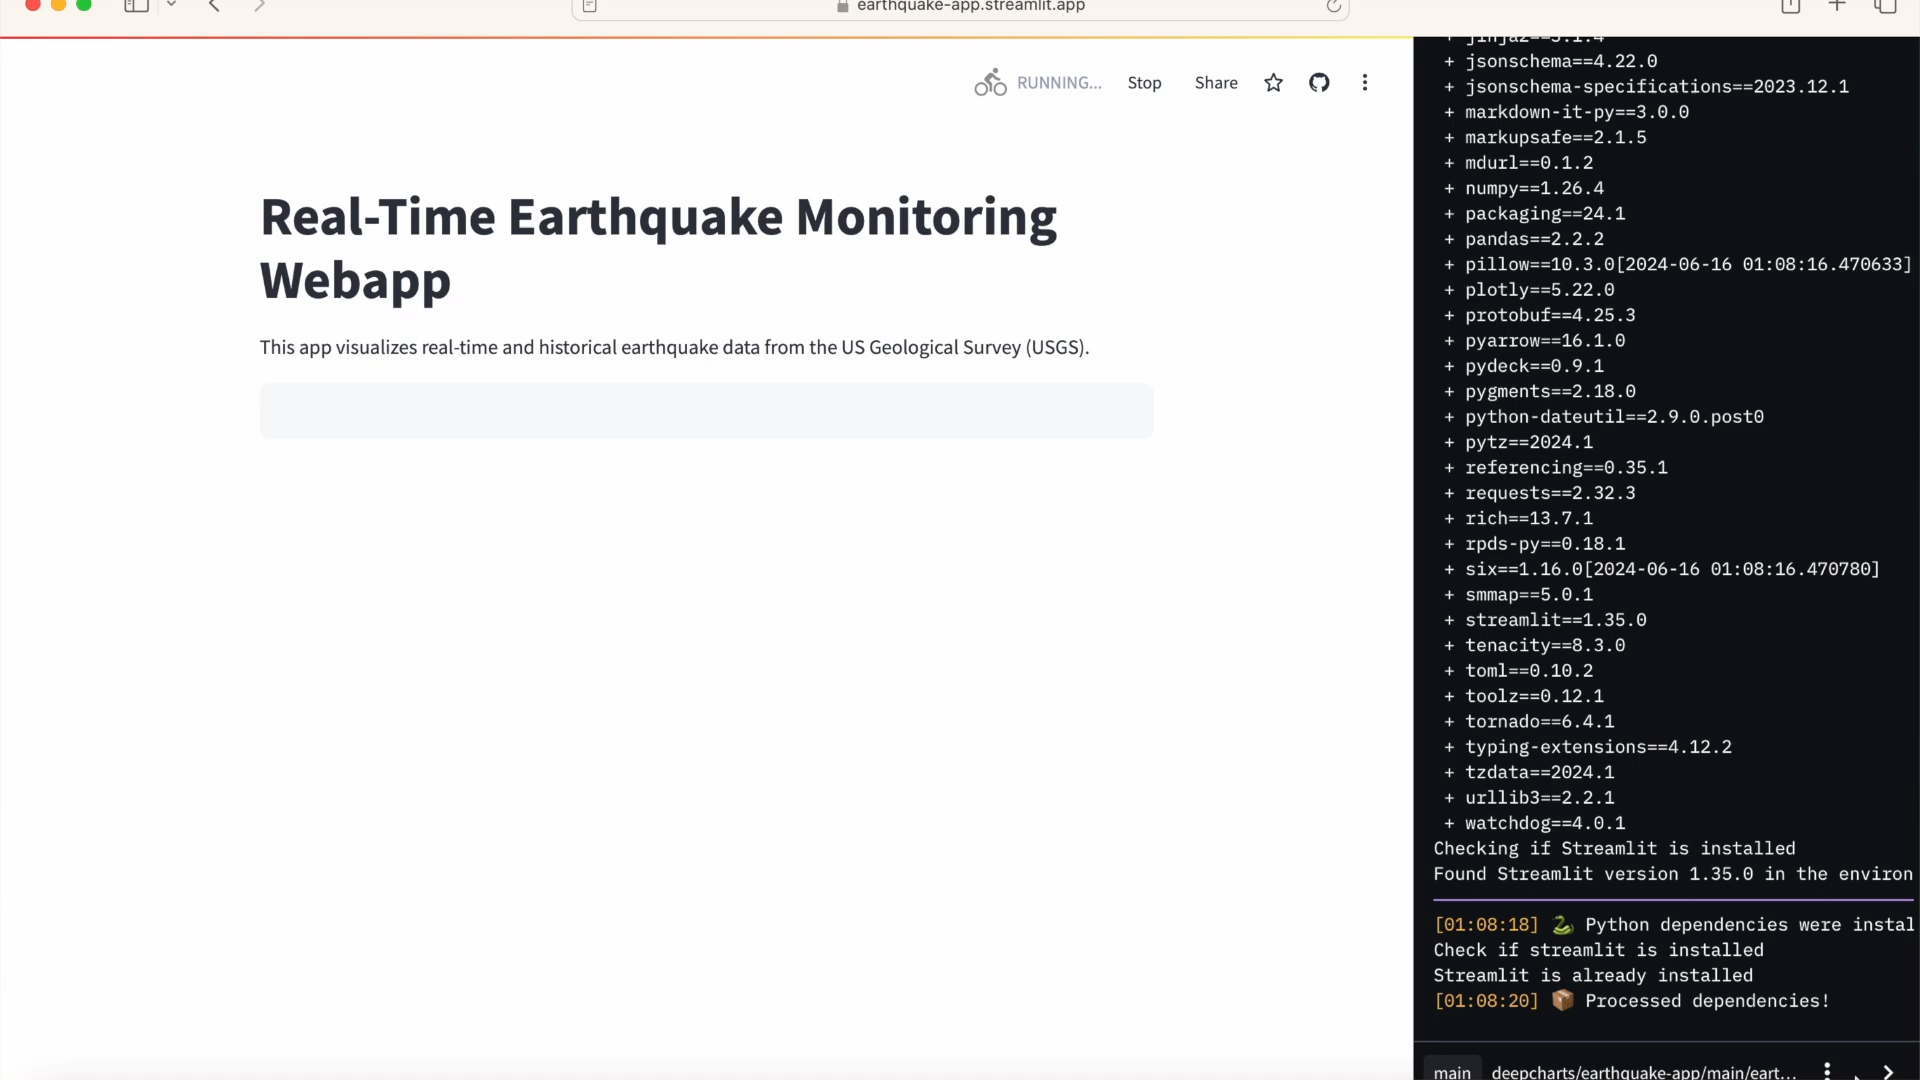 earthquake-app.streamlit.app
RUNNING...
Stop
Share
Real-Time Earthquake Monitoring
Webapp
This app visualizes real-time and historical earthquake data from the US Geological Survey (USGS).
+ jinja2==3.1.4
+ jsonschema==4.22.0
+ jsonschema-specifications==2023.12.1
+ markdown-it-py==3.0.0
+ markupsafe==2.1.5
+ mdurl==0.1.2
+ numpy==1.26.4
+ packaging==24.1
+ pandas==2.2.2
+ pillow==10.3.0[2024-06-16 01:08:16.470633]
+ plotly==5.22.0
+ protobuf==4.25.3
+ pyarrow==16.1.0
+ pydeck==0.9.1
+ pygments==2.18.0
+ python-dateutil==2.9.0.post0
+ pytz==2024.1
+ referencing==0.35.1
+ requests==2.32.3
+ rich==13.7.1
+ rpds-py==0.18.1
+ six==1.16.0[2024-06-16 01:08:16.470780]
+ smmap==5.0.1
+ streamlit==1.35.0
+ tenacity==8.3.0
+ toml==0.10.2
+ toolz==0.12.1
+ tornado==6.4.1
+ typing-extensions==4.12.2
+ tzdata==2024.1
+ urllib3==2.2.1
+ watchdog==4.0.1
Checking if Streamlit is installed
Found Streamlit version 1.35.0 in the environ
[01:08:18] 🐍 Python dependencies were instal
Check if streamlit is installed
Streamlit is already installed
[01:08:20] 📦 Processed dependencies!
main deepcharts/earthquake-app/main/eart...